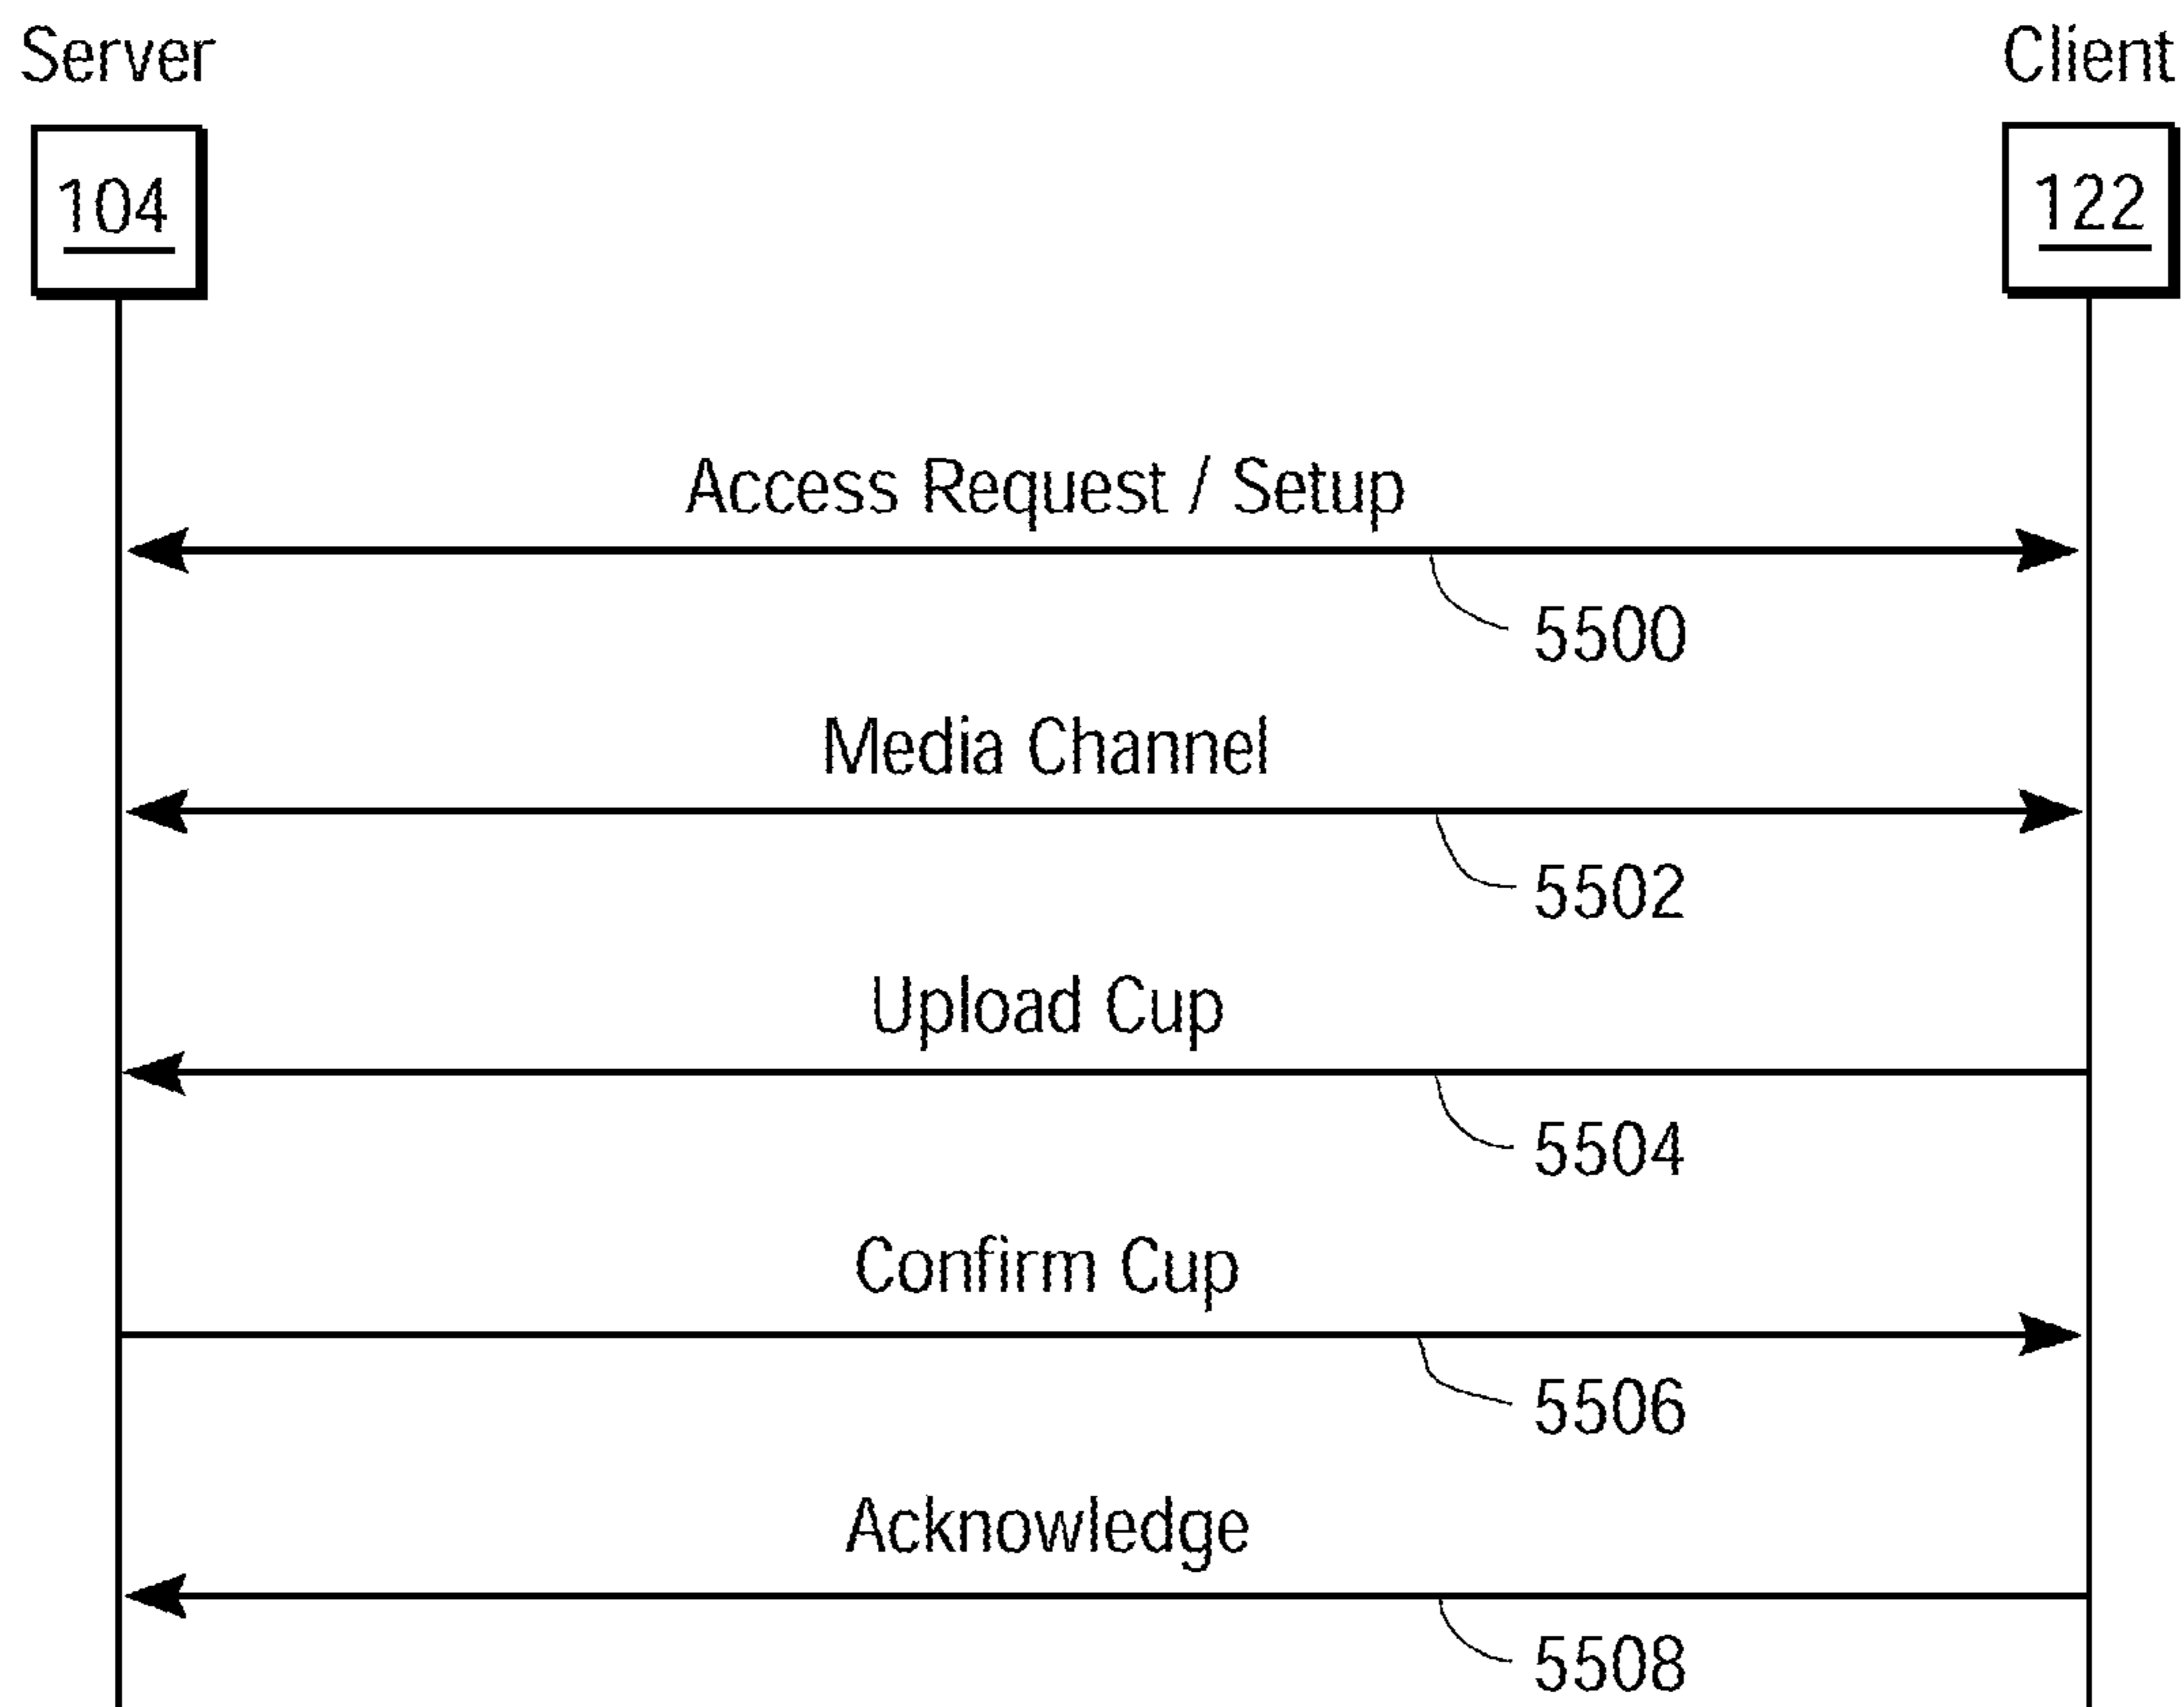 Server
Client
104
122
Access Request / Setup
5500
Media Channel
5502
Upload Cup
5504
Confirm Cup
5506
Acknowledge
5508